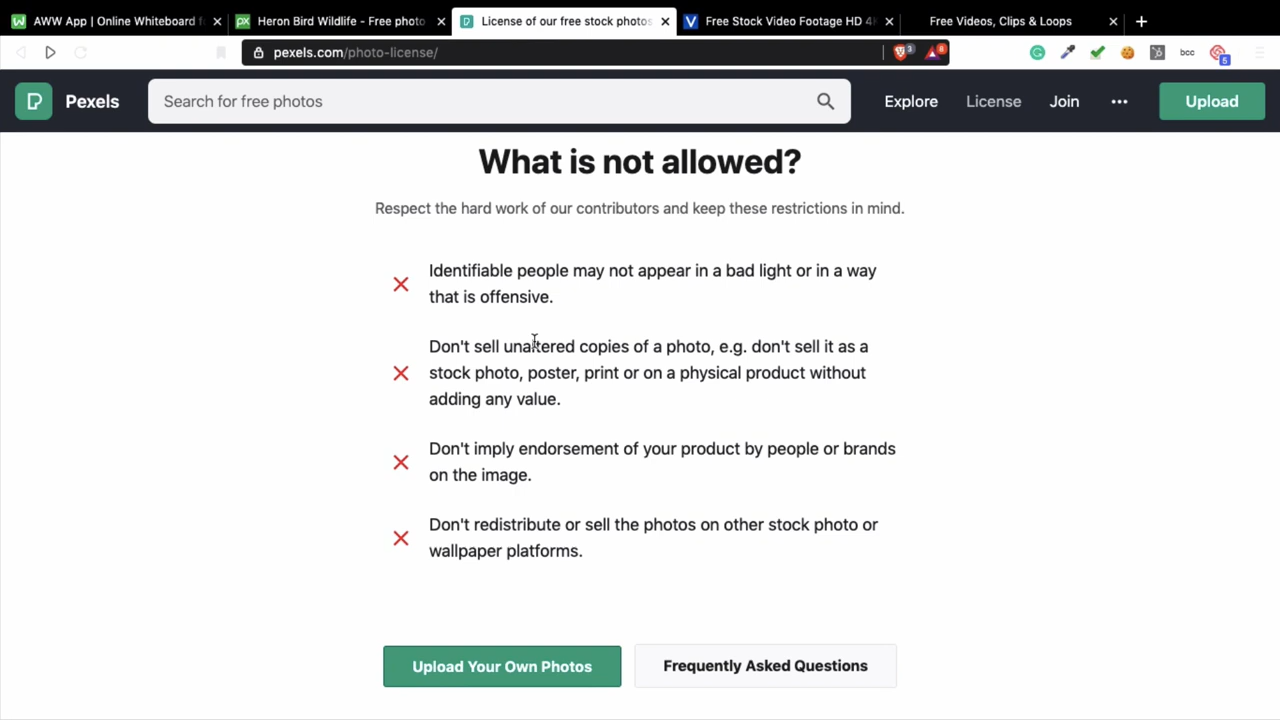 AWW App | Online Whiteboard f
Heron Bird Wildlife - Free photo
License of our free stock photos
Free Stock Video Footage HD 4
Free Videos, Clips & Loops
pexels.com/photo-license/
3
8
bcc
5
Pexels
Search for free photos
Explore
License
Join
Upload
What is not allowed?
Respect the hard work of our contributors and keep these restrictions in mind.
Identifiable people may not appear in a bad light or in a way
that is offensive.
Don't sell unaltered copies of a photo, e.g. don't sell it as a
stock photo, poster, print or on a physical product without
adding any value.
Don't imply endorsement of your product by people or brands
on the image.
Don't redistribute or sell the photos on other stock photo or
wallpaper platforms.
Upload Your Own Photos
Frequently Asked Questions